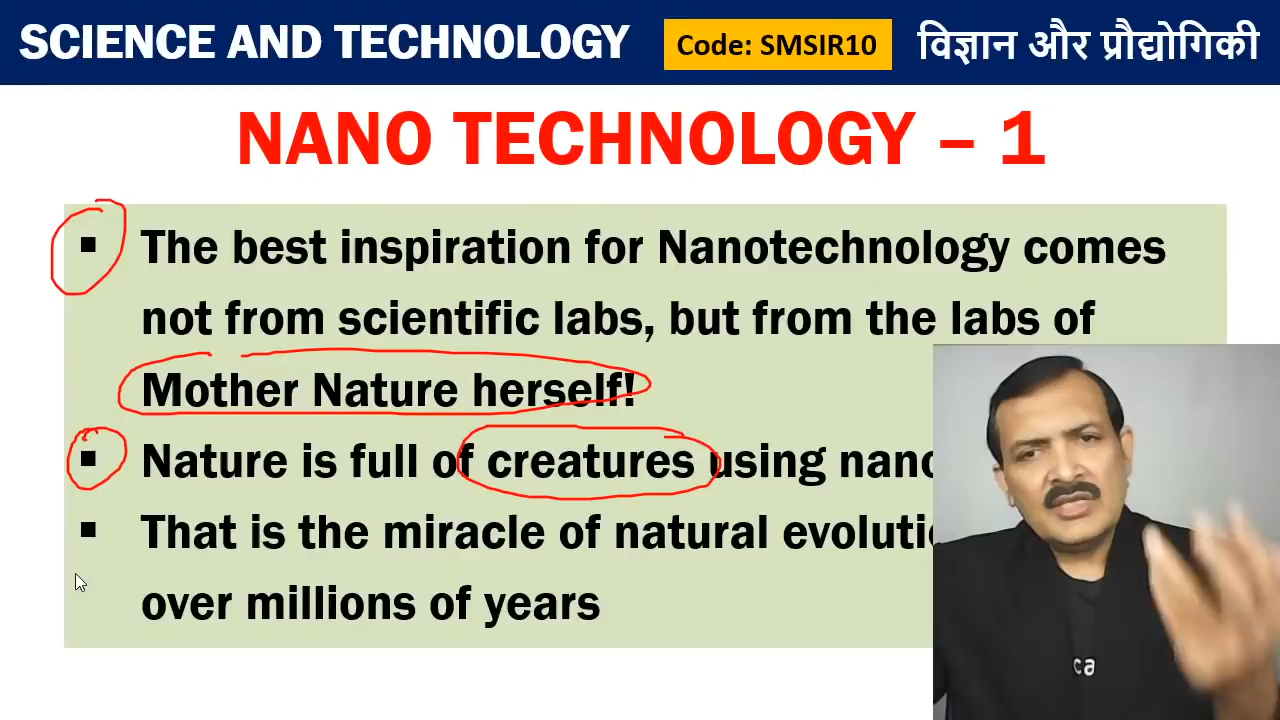 SCIENCE AND TECHNOLOGY Code: SMSIR10 विज्ञान और प्रौद्योगिकी
NANO TECHNOLOGY – 1
▪ The best inspiration for Nanotechnology comes
not from scientific labs, but from the labs of
Mother Nature herself!
▪ Nature is full of creatures using
▪ That is the miracle of natural
over millions of years